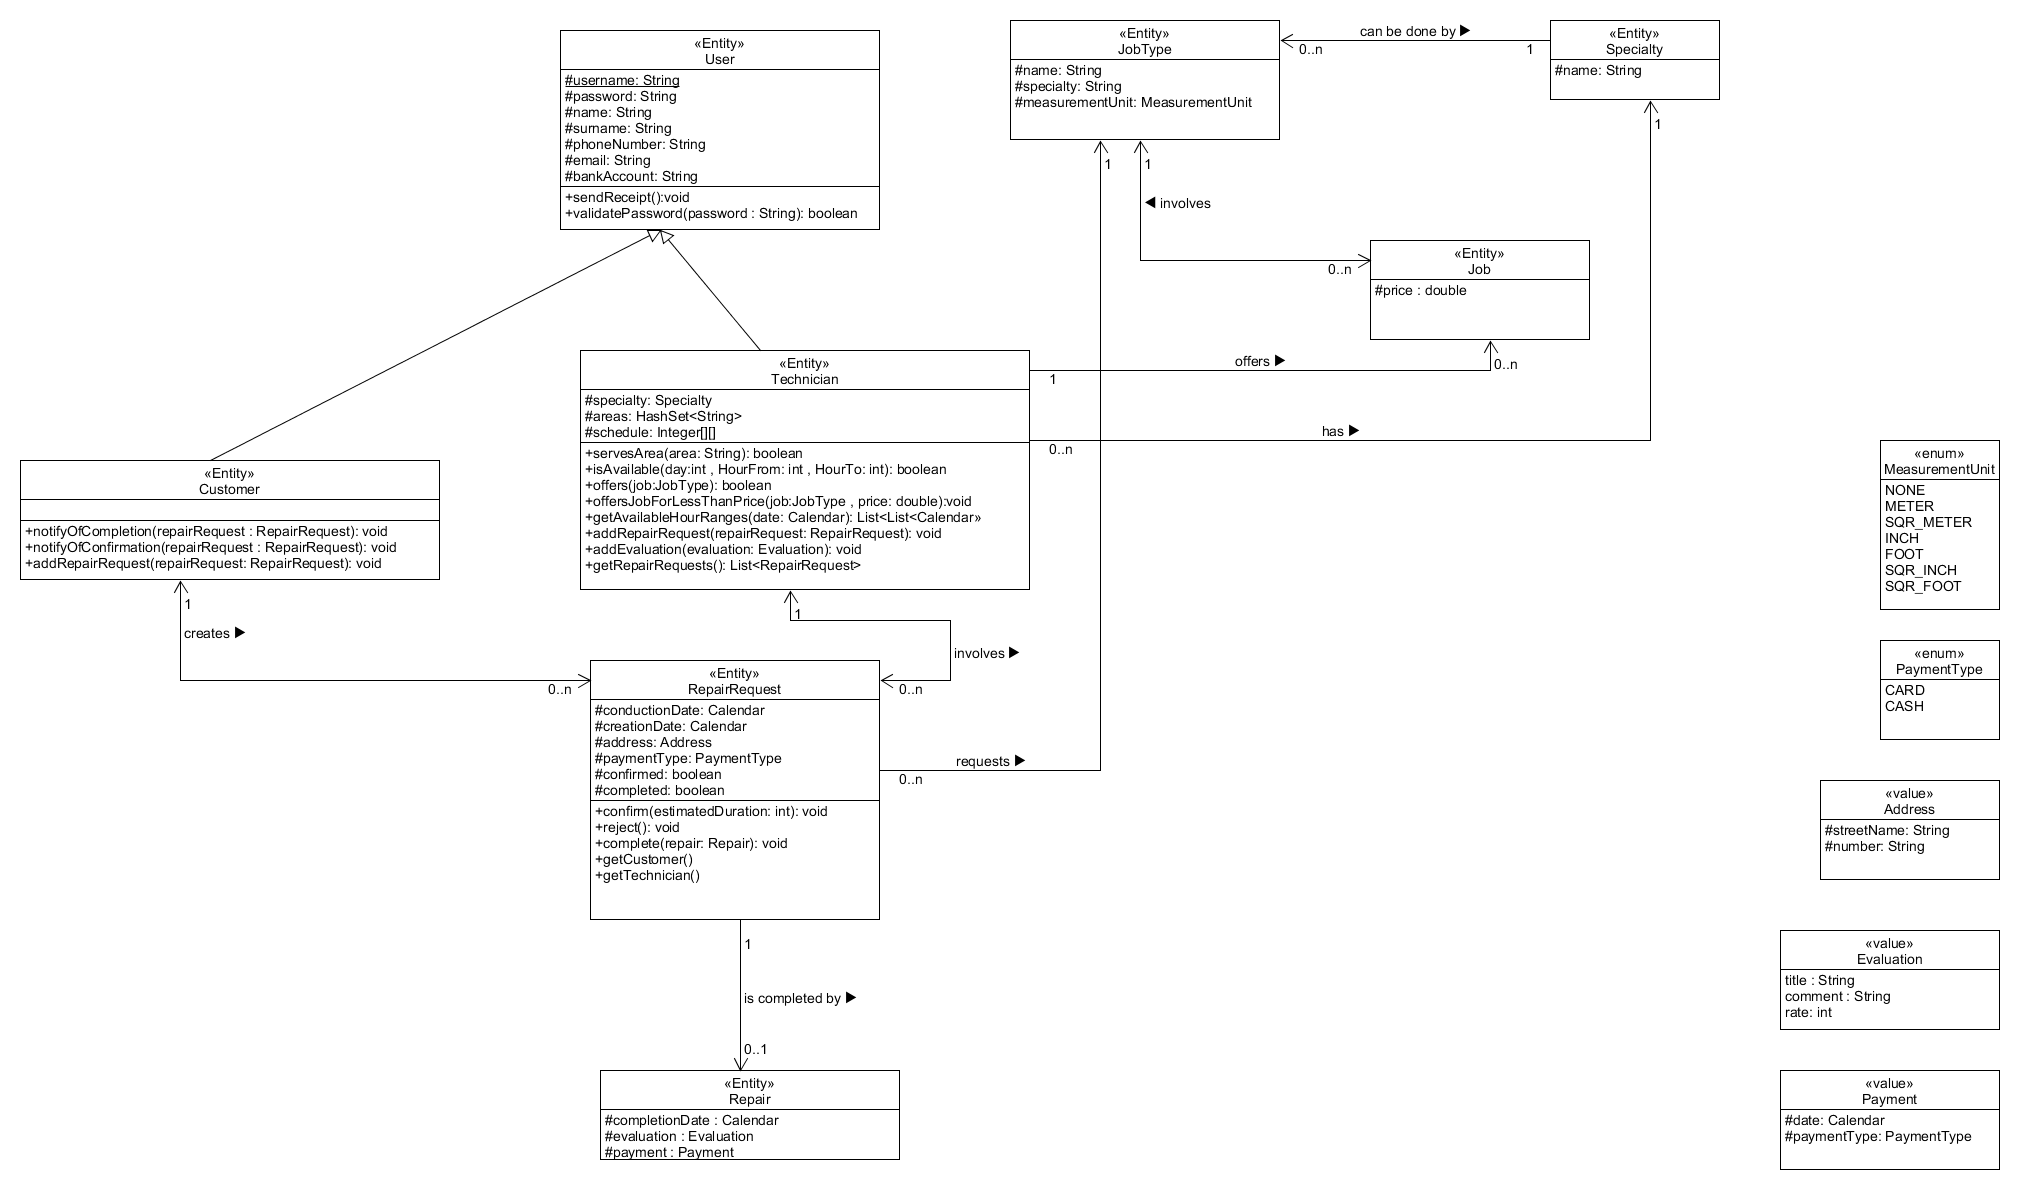 «Entity»
User
#username: String
#password: String
#name: String
#surname: String
#phoneNumber: String
#email: String
#bankAccount: String
+sendReceipt():void
+validatePassword(password : String): boolean
«Entity»
JobType
#name: String
#specialty: String
#measurementUnit: MeasurementUnit
can be done by ▶
0..n
1
«Entity»
Specialty
#name: String
1
1
1
◀ involves
0..n
«Entity»
Job
#price : double
offers ▶
1
0..n
has ▶
0..n
«Entity»
Technician
#specialty: Specialty
#areas: HashSet<String>
#schedule: Integer[][]
+servesArea(area: String): boolean
+isAvailable(day:int , HourFrom: int , HourTo: int): boolean
+offers(job:JobType): boolean
+offersJobForLessThanPrice(job:JobType , price: double):void
+getAvailableHourRanges(date: Calendar): List<List<Calendar»
+addRepairRequest(repairRequest: RepairRequest): void
+addEvaluation(evaluation: Evaluation): void
+getRepairRequests(): List<RepairRequest>
«Entity»
Customer
+notifyOfCompletion(repairRequest : RepairRequest): void
+notifyOfConfirmation(repairRequest : RepairRequest): void
+addRepairRequest(repairRequest: RepairRequest): void
1
creates ▶
0..n
1
involves ▶
0..n
«Entity»
RepairRequest
#conductionDate: Calendar
#creationDate: Calendar
#address: Address
#paymentType: PaymentType
#confirmed: boolean
#completed: boolean
+confirm(estimatedDuration: int): void
+reject(): void
+complete(repair: Repair): void
+getCustomer()
+getTechnician()
requests ▶
0..n
1
is completed by ▶
0..1
«Entity»
Repair
#completionDate : Calendar
#evaluation : Evaluation
#payment : Payment
«enum»
MeasurementUnit
NONE
METER
SQR_METER
INCH
FOOT
SQR_INCH
SQR_FOOT
«enum»
PaymentType
CARD
CASH
«value»
Address
#streetName: String
#number: String
«value»
Evaluation
title : String
comment : String
rate: int
«value»
Payment
#date: Calendar
#paymentType: PaymentType